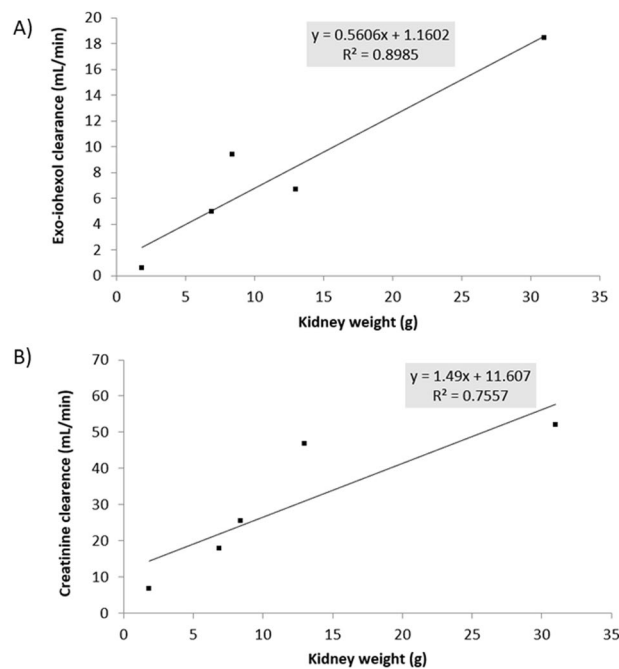 A)
Exo-iohexol clearance (mL/min)
20
18
16
14
12
10
8
6
4
2
0
y = 0.5606x + 1.1602
R² = 0.8985
0 5 10 15 20 25 30 35
Kidney weight (g)
B)
Creatinine clearence (mL/min)
70
60
50
40
30
20
10
0
y = 1.49x + 11.607
R² = 0.7557
0 5 10 15 20 25 30 35
Kidney weight (g)